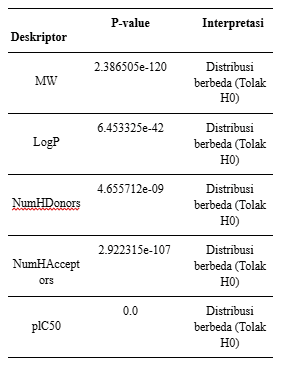 Deskriptor P-value Interpretasi
MW 2.386505e-120 Distribusi
berbeda (Tolak
H0)
LogP 6.453325e-42 Distribusi
berbeda (Tolak
H0)
NumHDonors 4.655712e-09 Distribusi
berbeda (Tolak
H0)
NumHAccept
ors 2.922315e-107 Distribusi
berbeda (Tolak
H0)
pIC50 0.0 Distribusi
berbeda (Tolak
H0)